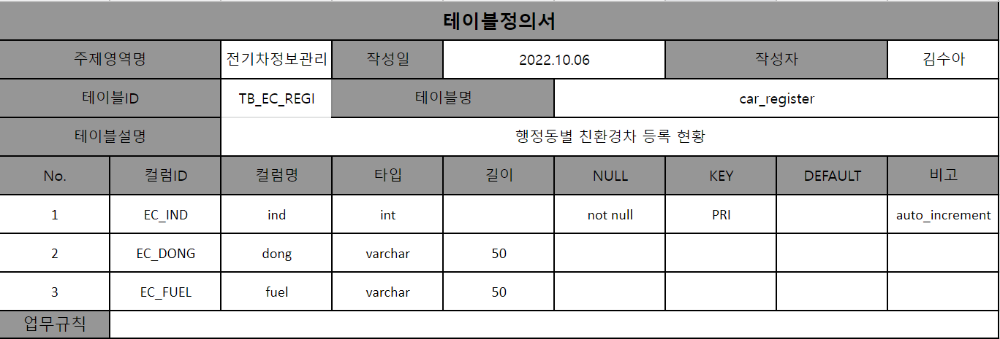 테이블정의서
주제영역명 전기차정보관리 작성일 2022.10.06 작성자 김수아
테이블ID TB_EC_REGI 테이블명 car_register
테이블설명 행정동별 친환경차 등록 현황
No. 컬럼ID 컬럼명 타입 길이 NULL KEY DEFAULT 비고
1 EC_IND ind int not null PRI auto_increment
2 EC_DONG dong varchar 50
3 EC_FUEL fuel varchar 50
업무규칙